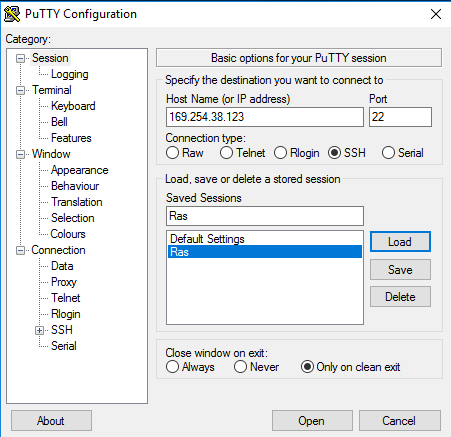 PuTTY Configuration
Category:
Session
Logging
Terminal
Keyboard
Bell
Features
Window
Appearance
Behaviour
Translation
Selection
Colours
Connection
Data
Proxy
Telnet
Rlogin
SSH
Serial
Basic options for your PuTTY session
Specify the destination you want to connect to
Host Name (or IP address) Port
169.254.38.123 22
Connection type:
Raw Telnet Rlogin SSH Serial
Load, save or delete a stored session
Saved Sessions
Ras
Default Settings
Ras
Load
Save
Delete
Close window on exit:
Always Never Only on clean exit
About Open Cancel